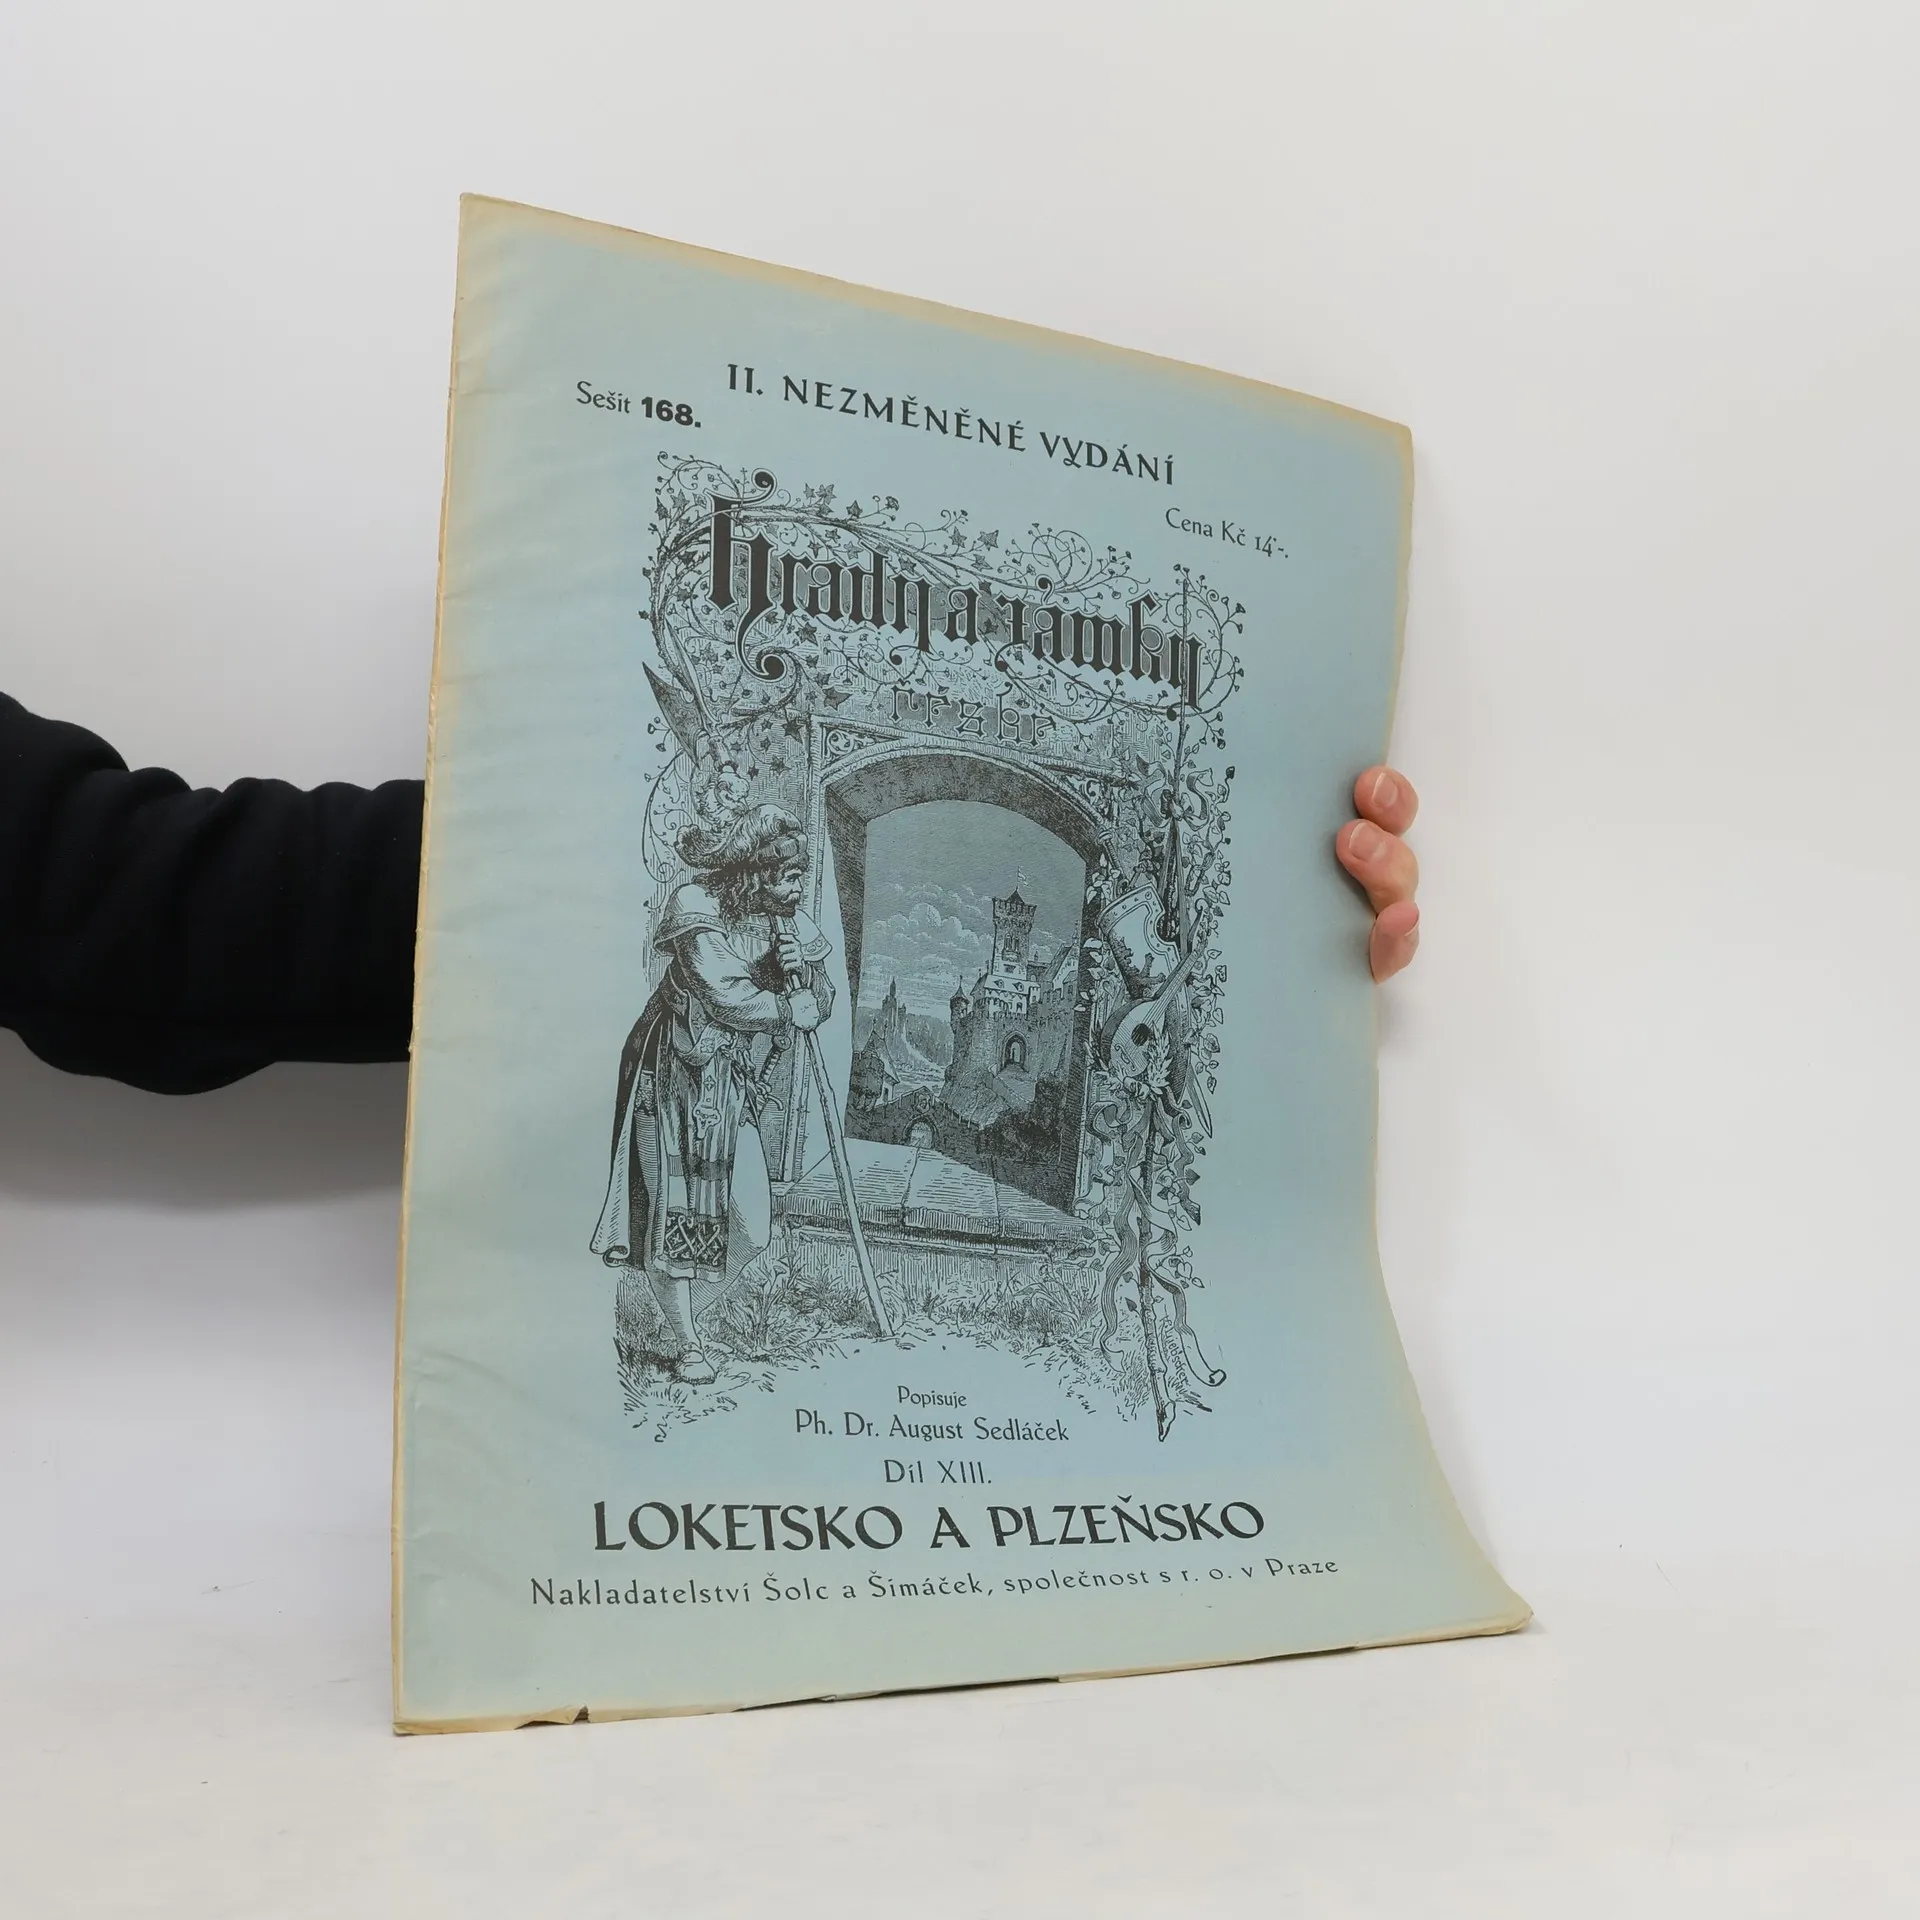 II. NEZMĚNĚNÉ VYDÁNÍ
Sešit 168.
Cena Kč 14·-.
Hrady a zámky
české
Popisuje
Ph. Dr. August Sedláček
Díl XIII.
LOKETSKO A PLZEŇSKO
Nakladatelství Šolc a Šimáček, společnost s r. o. v Praze